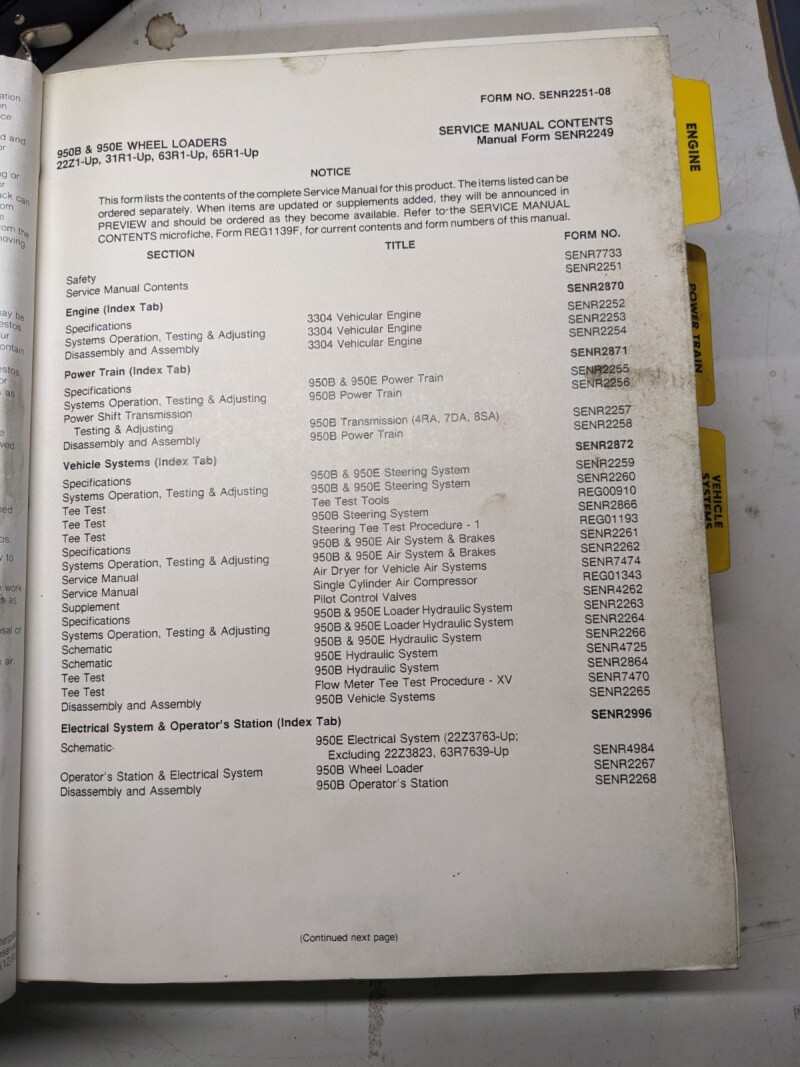 FORM NO. SENR2251-08
950B & 950E WHEEL LOADERS
22Z1-Up, 31R1-Up, 63R1-Up, 65R1-Up
SERVICE MANUAL CONTENTS
Manual Form SENR2249
NOTICE
This form lists the contents of the complete Service Manual for this product. The items listed can be
ordered separately. When items are updated or supplements added, they will be announced in
PREVIEW and should be ordered as they become available. Refer to the SERVICE MANUAL
CONTENTS microfiche, Form REG1139F, for current contents and form numbers of this manual.
SECTION TITLE FORM NO.
Safety SENR7733
Service Manual Contents SENR2251
Engine (Index Tab) SENR2870
Specifications 3304 Vehicular Engine SENR2252
Systems Operation, Testing & Adjusting 3304 Vehicular Engine SENR2253
Disassembly and Assembly 3304 Vehicular Engine SENR2254
Power Train (Index Tab) SENR2871
Specifications 950B & 950E Power Train SENR2255
Systems Operation, Testing & Adjusting 950B Power Train SENR2256
Power Shift Transmission
Testing & Adjusting 950B Transmission (4RA, 7DA, 8SA) SENR2257
Disassembly and Assembly 950B Power Train SENR2258
Vehicle Systems (Index Tab) SENR2872
Specifications 950B & 950E Steering System SENR2259
Systems Operation, Testing & Adjusting 950B & 950E Steering System SENR2260
Tee Test Tee Test Tools REG00910
Tee Test 950B Steering System SENR2866
Tee Test Steering Tee Test Procedure - 1 REG01193
Specifications 950B & 950E Air System & Brakes SENR2261
Systems Operation, Testing & Adjusting 950B & 950E Air System & Brakes SENR2262
Service Manual Air Dryer for Vehicle Air Systems SENR7474
Service Manual Single Cylinder Air Compressor REG01343
Supplement Pilot Control Valves SENR4262
Specifications 950B & 950E Loader Hydraulic System SENR2263
Systems Operation, Testing & Adjusting 950B & 950E Loader Hydraulic System SENR2264
Schematic 950B & 950E Hydraulic System SENR2266
Schematic 950E Hydraulic System SENR4725
Tee Test 950B Hydraulic System SENR2864
Tee Test Flow Meter Tee Test Procedure - XV SENR7470
Disassembly and Assembly 950B Vehicle Systems SENR2265
Electrical System & Operator's Station (Index Tab) SENR2996
Schematic 950E Electrical System (22Z3763-Up;
Excluding 22Z3823, 63R7639-Up SENR4984
Operator's Station & Electrical System 950B Wheel Loader SENR2267
Disassembly and Assembly 950B Operator's Station SENR2268
(Continued next page)
ENGINE
POWER TRAIN
VEHICLE
SYSTEMS